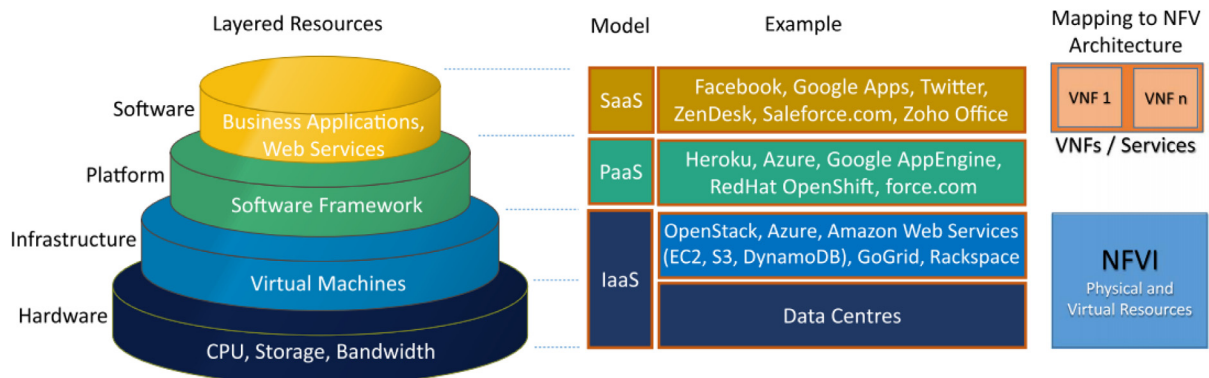 Layered Resources
Model
Example
Mapping to NFV
Architecture
Software
Business Applications,
Web Services
SaaS
Facebook, Google Apps, Twitter,
ZenDesk, Saleforce.com, Zoho Office
VNF 1
VNF n
VNFs / Services
Platform
Software Framework
PaaS
Heroku, Azure, Google AppEngine,
RedHat OpenShift, force.com
Infrastructure
Virtual Machines
IaaS
OpenStack, Azure, Amazon Web Services
(EC2, S3, DynamoDB), GoGrid, Rackspace
NFVI
Physical and
Virtual Resources
Hardware
CPU, Storage, Bandwidth
Data Centres